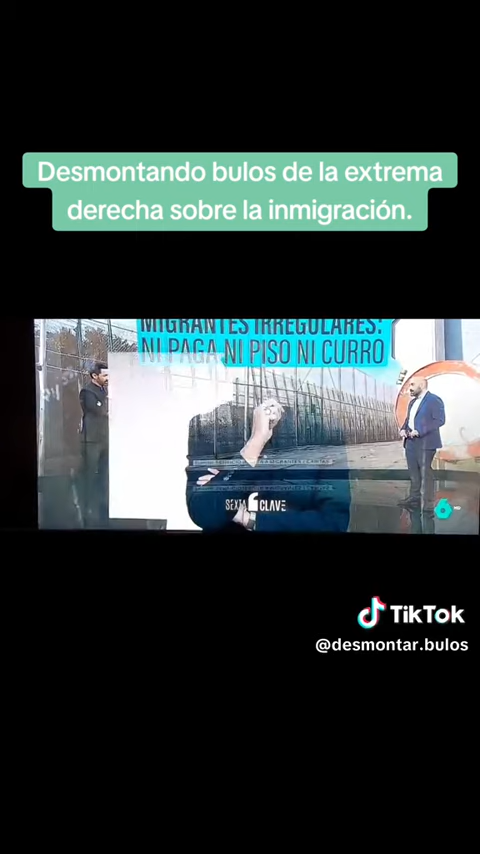 Desmontando bulos de la extrema
derecha sobre la inmigración.
MIGRANTES IRREGULARES:
NI PAGA NI PISO NI CURRO
SEXTA CLAVE
TikTok
@desmontar.bulos